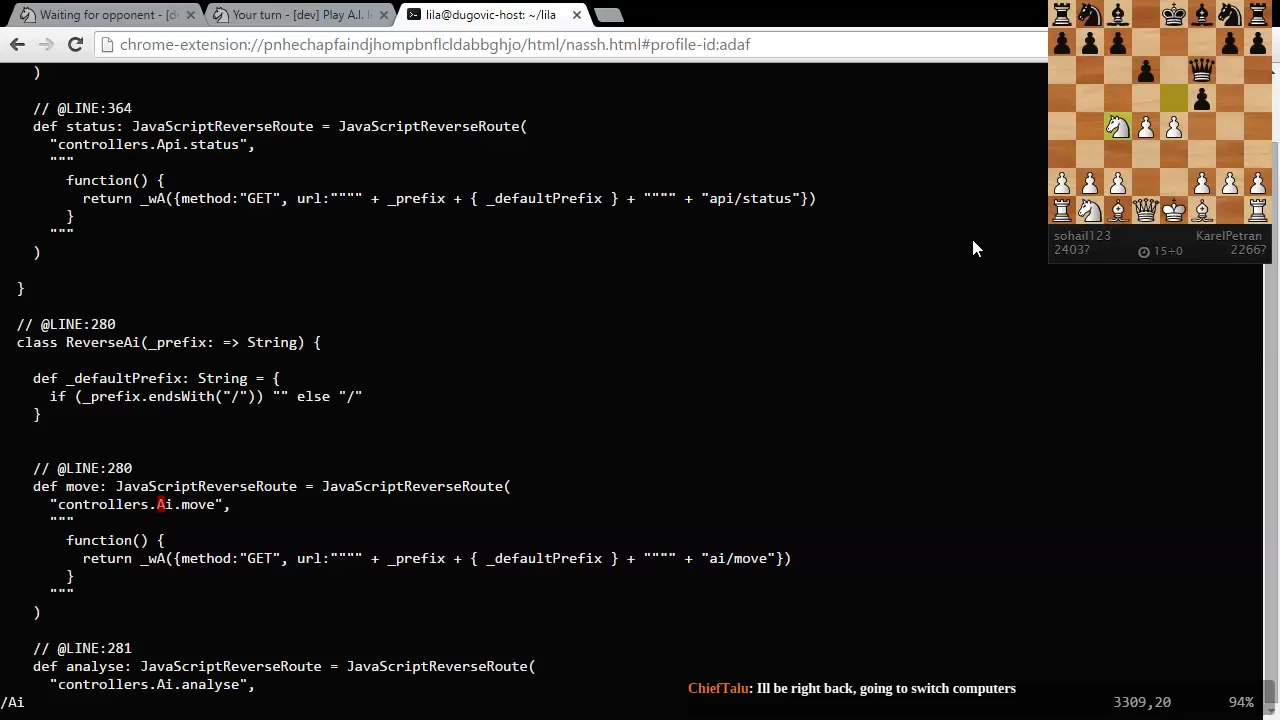 Waiting for opponent - [de
Your turn - [dev] Play A.I. l
lila@dugovic-host: ~/lila
chrome-extension://pnhechapfaindjhompbnflcldabbghjo/html/nassh.html#profile-id:adaf
)
// @LINE:364
def status: JavaScriptReverseRoute = JavaScriptReverseRoute(
"controllers.Api.status",
"""
function() {
return _wA({method:"GET", url:"""" + _prefix + { _defaultPrefix } + """" + "api/status"})
}
"""
)
}
// @LINE:280
class ReverseAi(_prefix: => String) {
def _defaultPrefix: String = {
if (_prefix.endsWith("/")) "" else "/"
}
// @LINE:280
def move: JavaScriptReverseRoute = JavaScriptReverseRoute(
"controllers.Ai.move",
"""
function() {
return _wA({method:"GET", url:"""" + _prefix + { _defaultPrefix } + """" + "ai/move"})
}
"""
)
// @LINE:281
def analyse: JavaScriptReverseRoute = JavaScriptReverseRoute(
"controllers.Ai.analyse",
/Ai
3309,20
94%
ChiefTalu: Ill be right back, going to switch computers
sohail123
KarelPetran
2403?
15+0
2266?